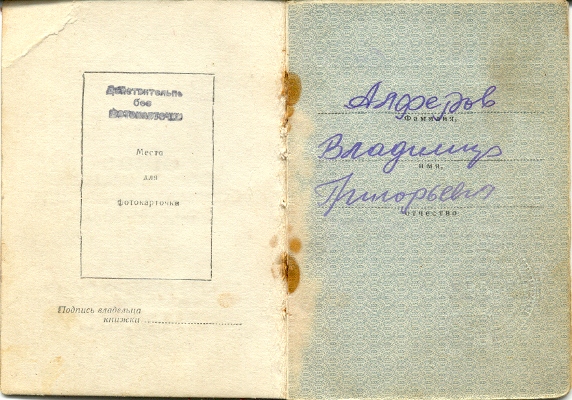 Действительно
без
фотокарточки
Место
для
фотокарточки
Подпись владельца
книжки
Алферов
Фамилия,
Владимир
имя,
Григорьевич
отчество